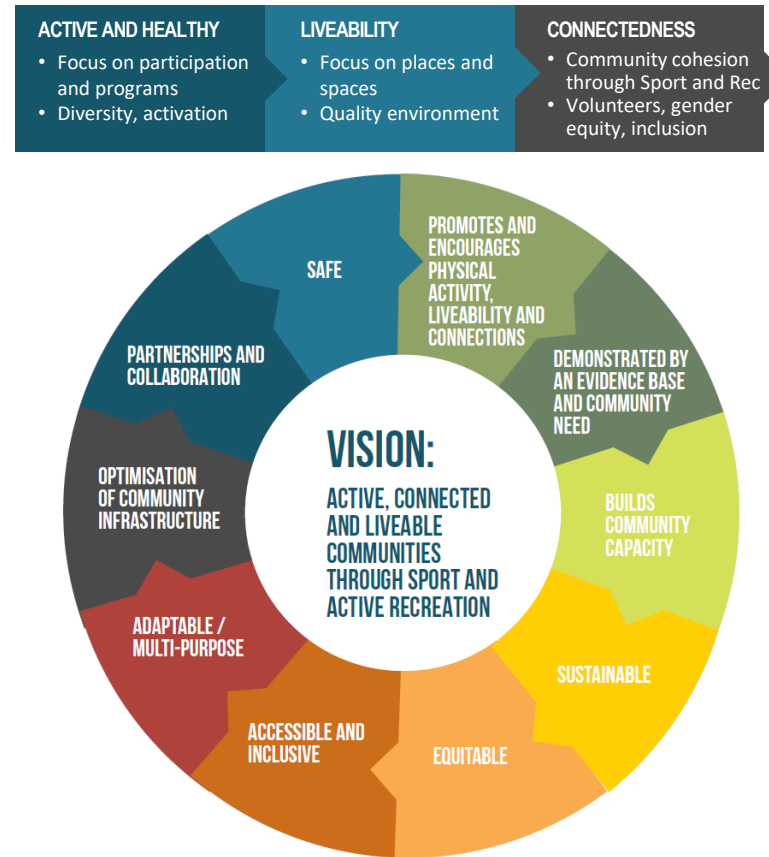 ACTIVE AND HEALTHY
• Focus on participation
and programs
• Diversity, activation
LIVEABILITY
• Focus on places and
spaces
• Quality environment
CONNECTEDNESS
• Community cohesion
through Sport and Rec
• Volunteers, gender
equity, inclusion
SAFE
PROMOTES AND
ENCOURAGES
PHYSICAL
ACTIVITY,
LIVEABILITY AND
CONNECTIONS
DEMONSTRATED BY
AN EVIDENCE BASE
AND COMMUNITY
NEED
BUILDS
COMMUNITY
CAPACITY
SUSTAINABLE
EQUITABLE
ACCESSIBLE AND
INCLUSIVE
ADAPTABLE /
MULTI-PURPOSE
OPTIMISATION
OF COMMUNITY
INFRASTRUCTURE
PARTNERSHIPS AND
COLLABORATION
VISION:
ACTIVE, CONNECTED
AND LIVEABLE
COMMUNITIES
THROUGH SPORT AND
ACTIVE RECREATION